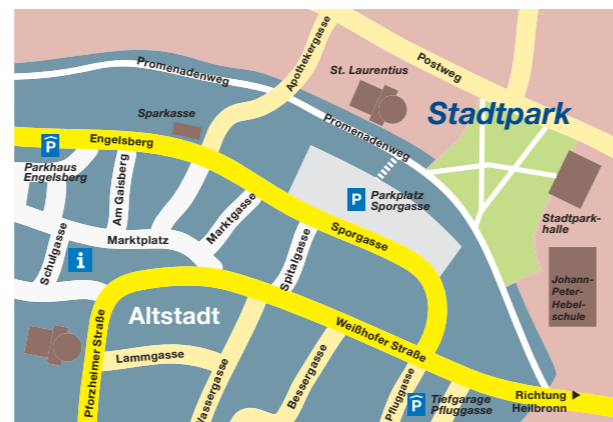 Promenadenweg
Apothekergasse
St. Laurentius
Postweg
Stadtpark
Sparkasse
Promenadenweg
P
Engelsberg
Parkhaus
Engelsberg
Am Gaisberg
P
Parkplatz
Sporgasse
Marktgasse
Stadtpark-
halle
Schulgasse
Marktplatz
Sporgasse
Spitalgasse
i
Johann-
Peter-
Hebel-
schule
Altstadt
Weißhofer Straße
Pforzheimer Straße
Lammgasse
Bessergasse
Pfluggasse
P
Tiefgarage
Pfluggasse
Richtung
Heilbronn